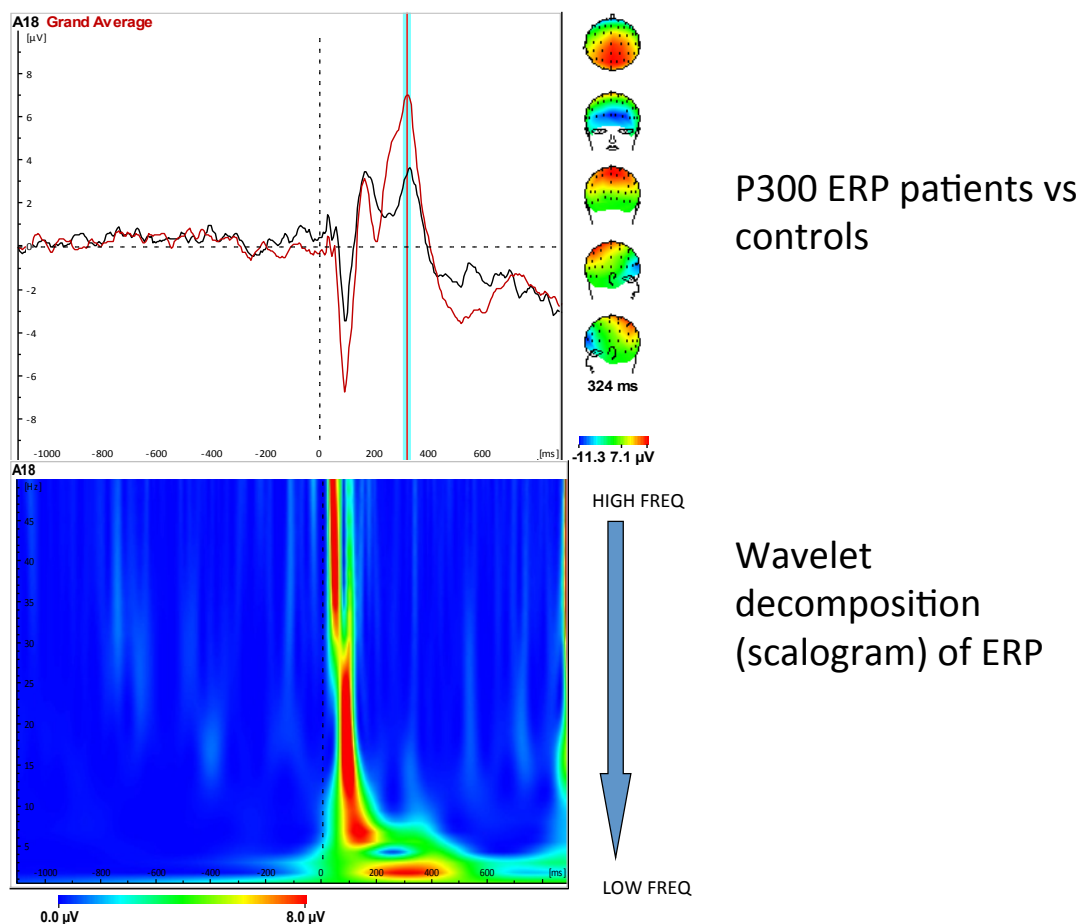 A18 Grand Average
[µV]
8
6
4
2
0
-2
-4
-6
-8
-1000 -800 -600 -400 -200 0 200 400 600 [ms]
324 ms
-11.3 7.1 µV
P300 ERP patients vs
controls
A18
[Hz]
45
40
35
30
25
20
15
10
5
-1000 -800 -600 -400 -200 0 200 400 600 [ms]
0.0 µV 8.0 µV
HIGH FREQ
LOW FREQ
Wavelet
decomposition
(scalogram) of ERP